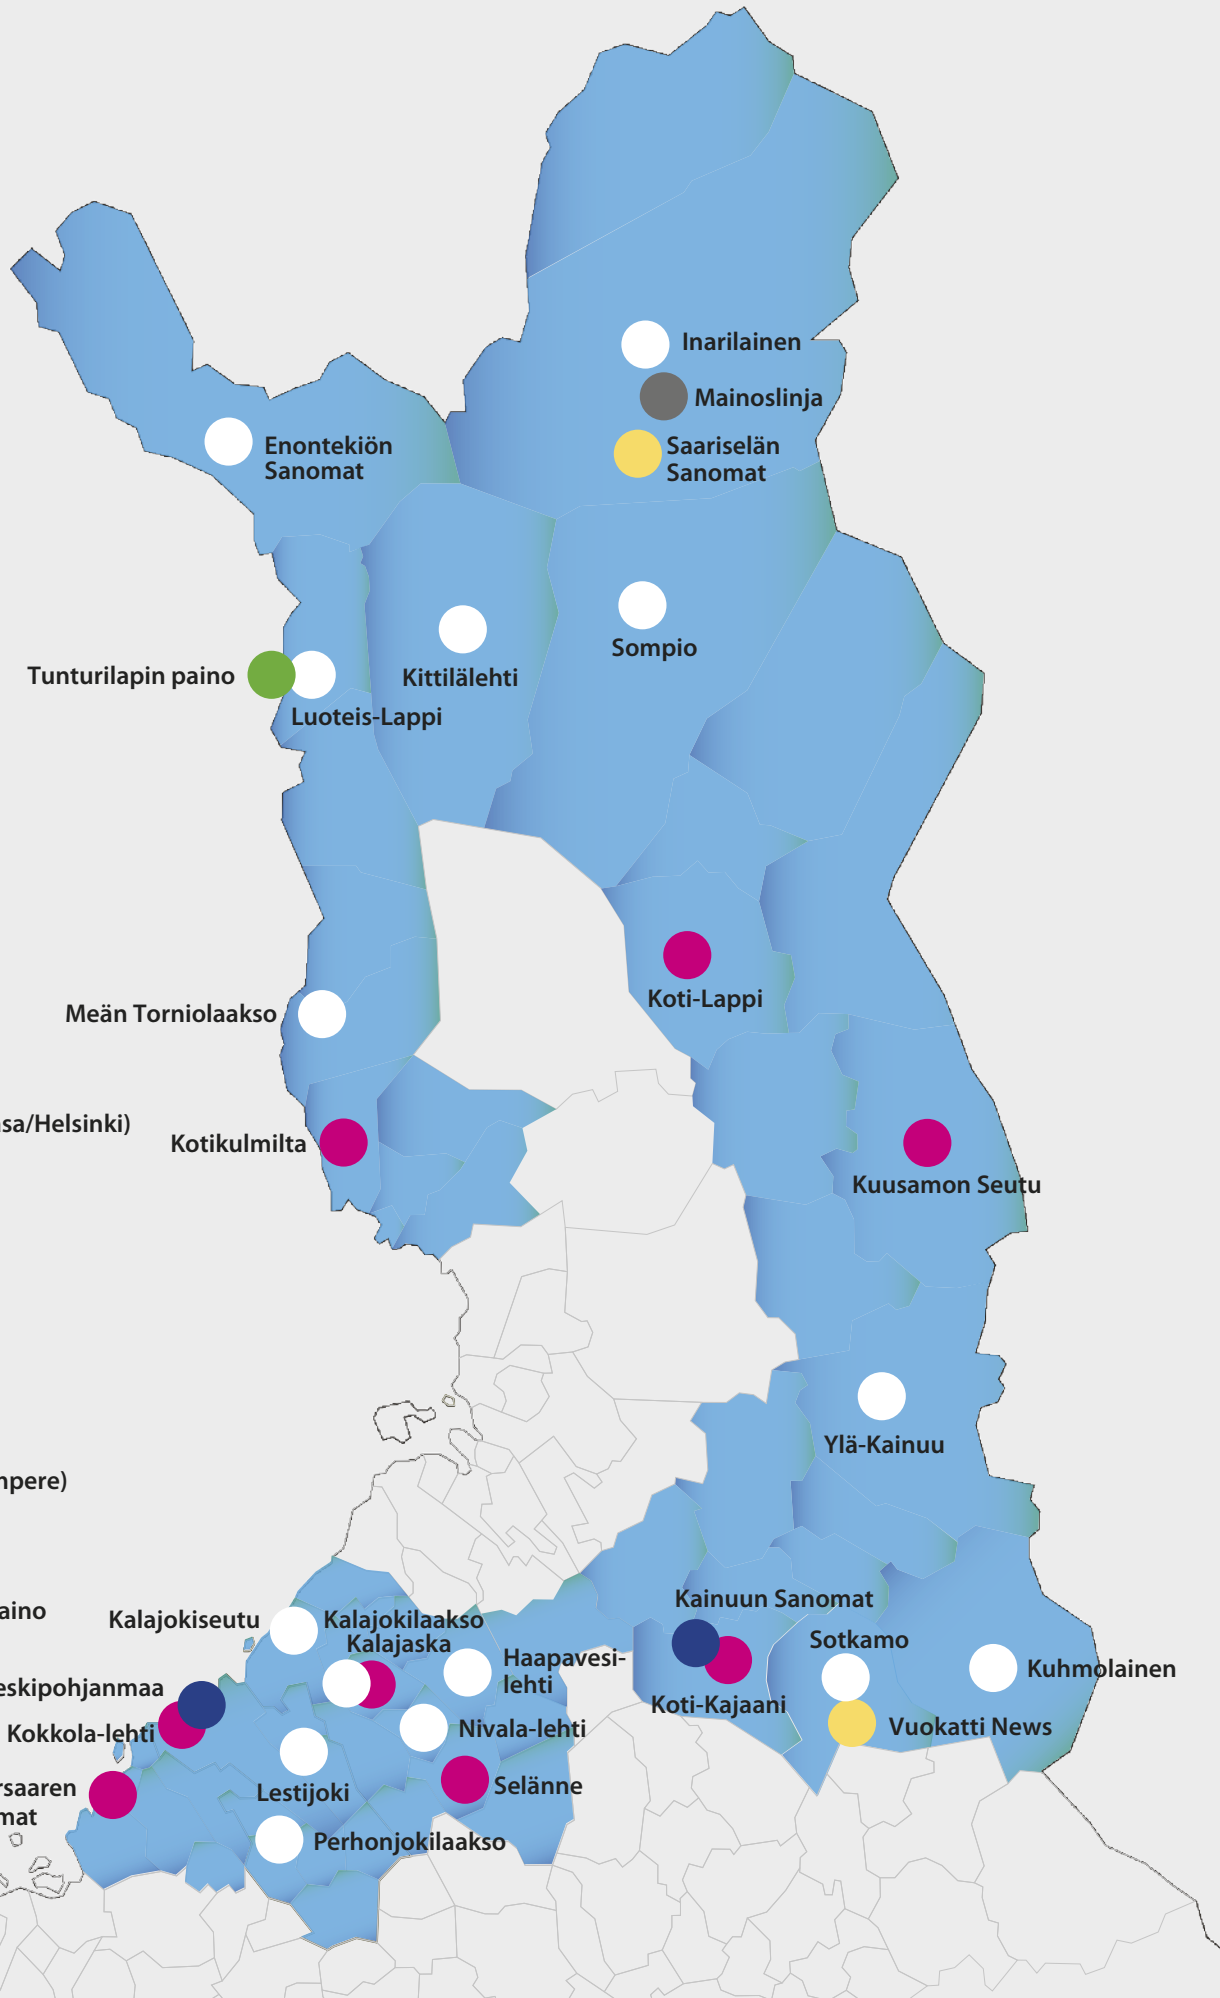 Inarilainen
Mainoslinja
Saariselän
Sanomat
Enontekiön
Sanomat
Sompio
Tunturilapin paino
Kittilälehti
Luoteis-Lappi
Koti-Lappi
Meän Torniolaakso
sa/Helsinki)
Kotikulmilta
Kuusamon Seutu
Ylä-Kainuu
npere)
aino
Kalajokiseutu
Kalajokilaakso
Kalajaska
Haapavesi-
lehti
Kainuun Sanomat
Sotkamo
Kuhmolainen
Koti-Kajaani
Vuokatti News
eskipohjanmaa
Kokkola-lehti
Nivala-lehti
Lestijoki
Selänne
rsaaren
mat
Perhonjokilaakso